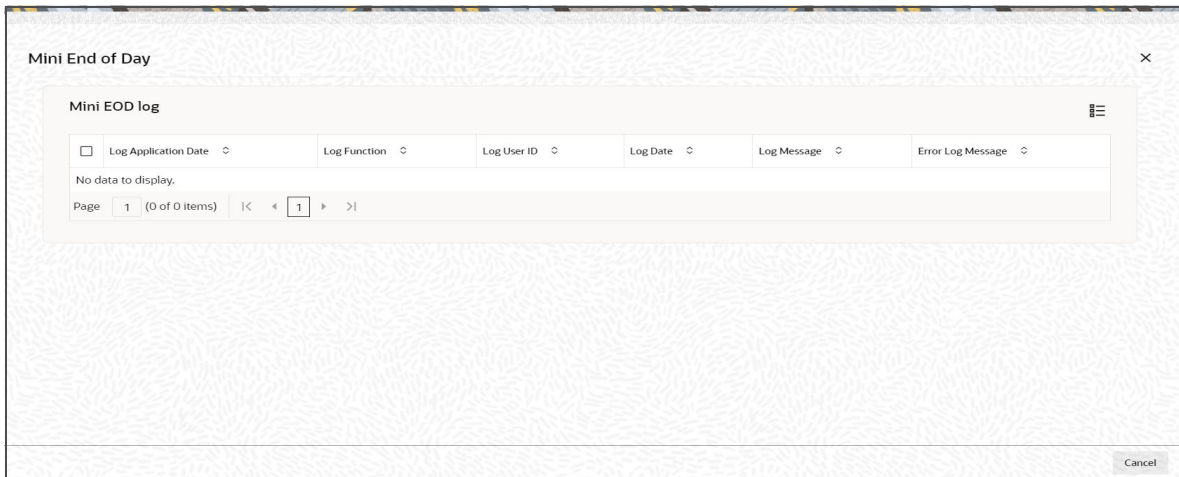 Mini End of Day
Mini EOD log
Log Application Date Log Function Log User ID Log Date Log Message Error Log Message
No data to display.
Page 1 (0 of 0 items) 1
Cancel